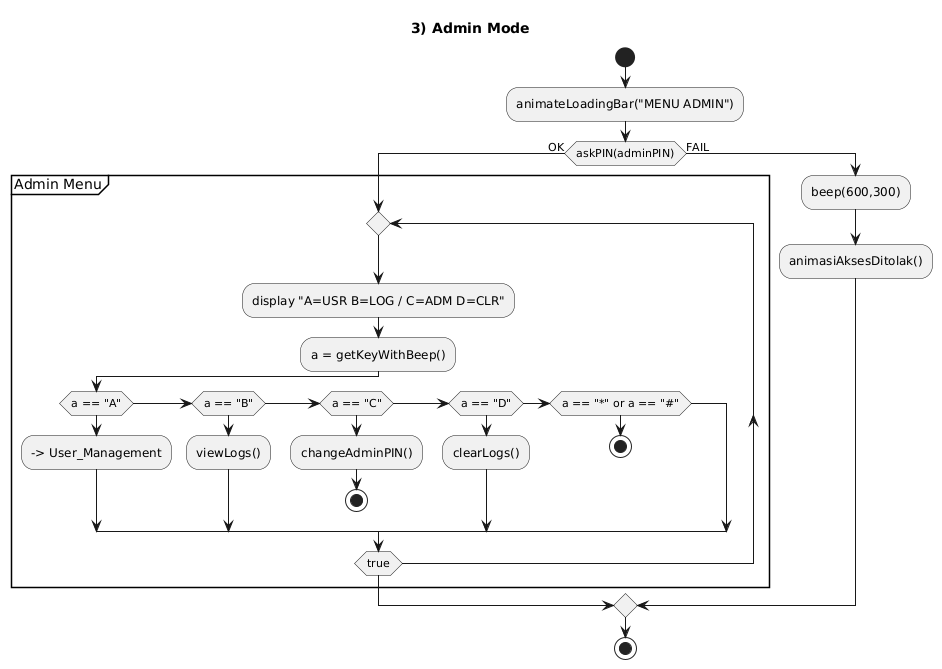 3) Admin Mode
animateLoadingBar("MENU ADMIN")
OK
askPIN(adminPIN)
FAIL
Admin Menu
beep(600,300)
animasiAksesDitolak()
display "A=USR B=LOG / C=ADM D=CLR"
a = getKeyWithBeep()
a == "A"
a == "B"
a == "C"
a == "D"
a == "*" or a == "#"
-> User_Management
viewLogs()
changeAdminPIN()
clearLogs()
true